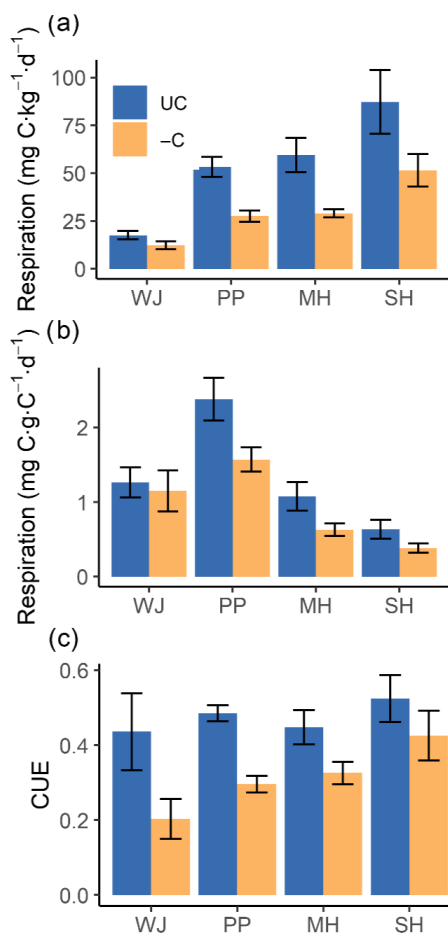 (a)
Respiration (mg C·kg⁻¹·d⁻¹)
100
75
50
25
0
UC
–C
WJ PP MH SH
(b)
Respiration (mg C·g·C⁻¹·d⁻¹)
2
1
0
WJ PP MH SH
(c)
CUE
0.6
0.4
0.2
0.0
WJ PP MH SH